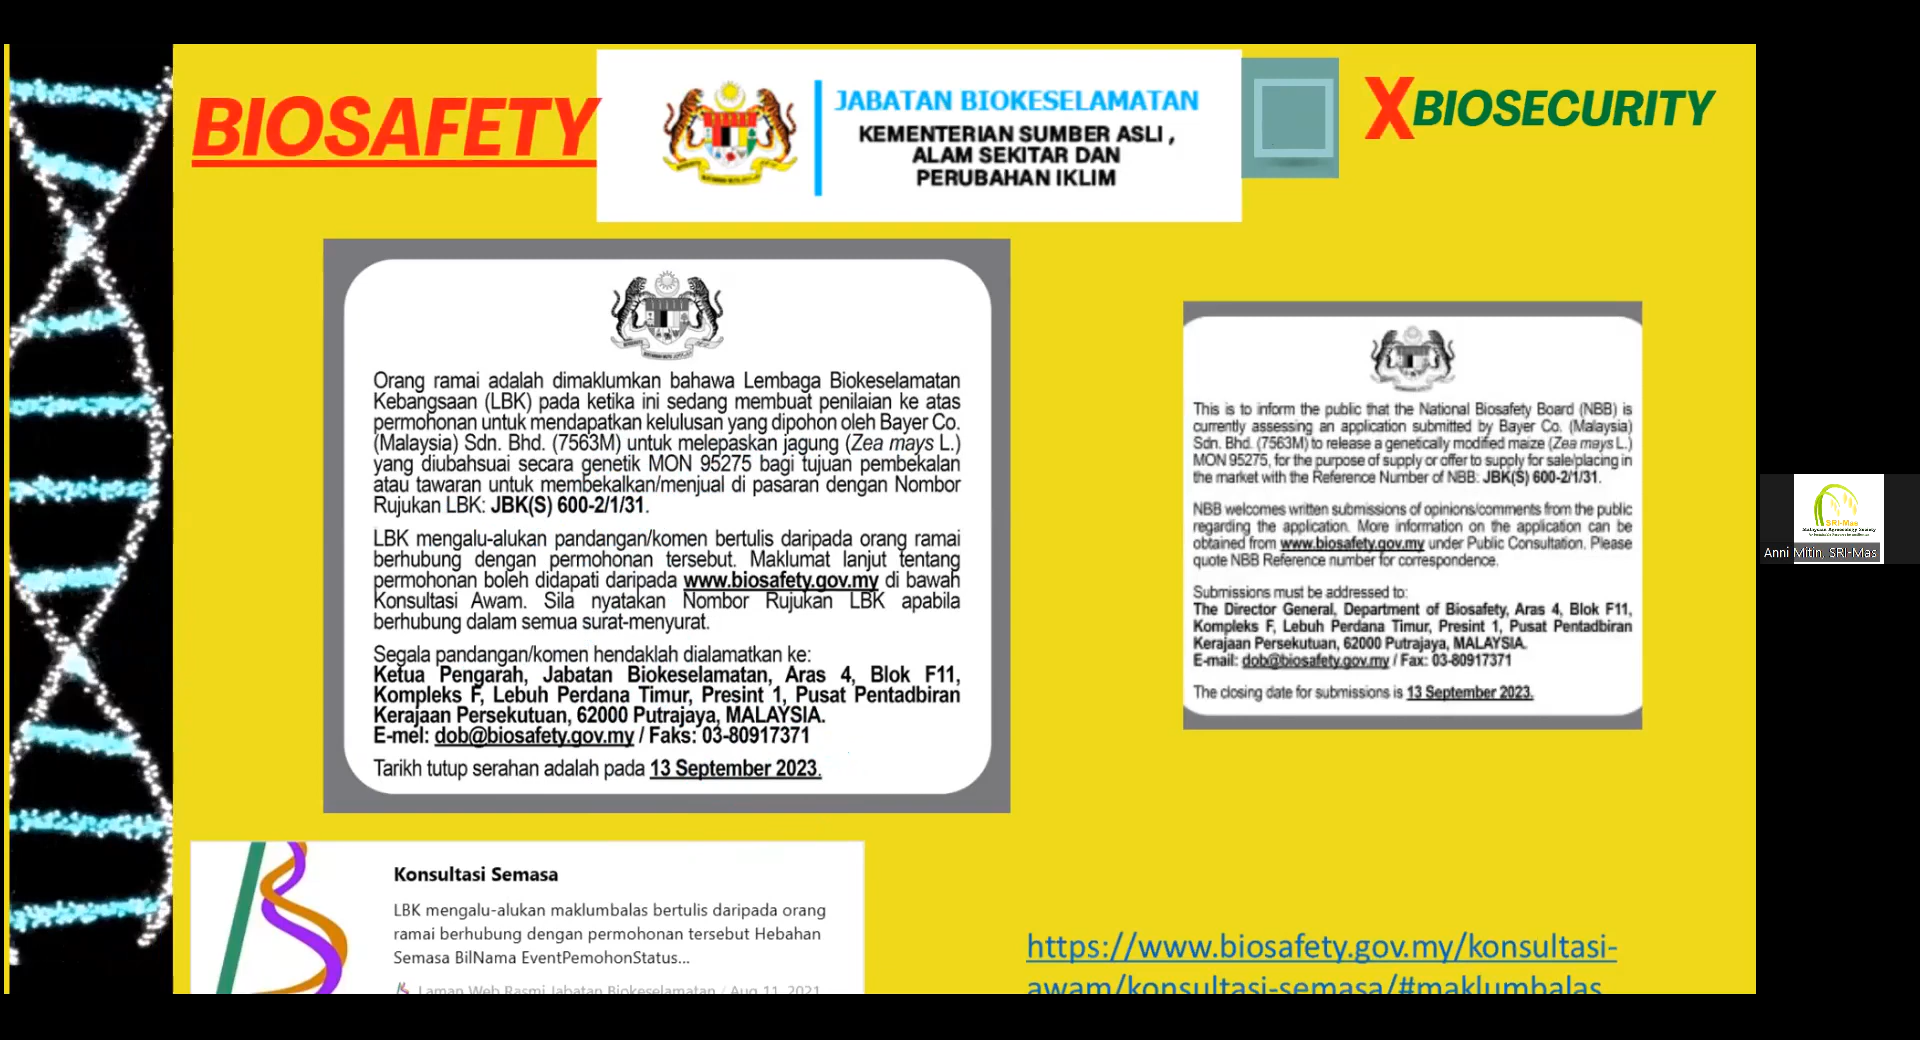 BIOSAFETY
JABATAN BIOKESELAMATAN
KEMENTERIAN SUMBER ASLI ,
ALAM SEKITAR DAN
PERUBAHAN IKLIM
XBIOSECURITY
Orang ramai adalah dimaklumkan bahawa Lembaga Biokeselamatan
Kebangsaan (LBK) pada ketika ini sedang membuat penilaian ke atas
permohonan untuk mendapatkan kelulusan yang dipohon oleh Bayer Co.
(Malaysia) Sdn. Bhd. (7563M) untuk melepaskan jagung (Zea mays L.)
yang diubahsuai secara genetik MON 95275 bagi tujuan pembekalan
atau tawaran untuk membekalkan/menjual di pasaran dengan Nombor
Rujukan LBK: JBK(S) 600-2/1/31.
LBK mengalu-alukan pandangan/komen bertulis daripada orang ramai
berhubung dengan permohonan tersebut. Maklumat lanjut tentang
permohonan boleh didapati daripada www.biosafety.gov.my di bawah
Konsultasi Awam. Sila nyatakan Nombor Rujukan LBK apabila
berhubung dalam semua surat-menyurat.
Segala pandangan/komen hendaklah dialamatkan ke:
Ketua Pengarah, Jabatan Biokeselamatan, Aras 4, Blok F11,
Kompleks F, Lebuh Perdana Timur, Presint 1, Pusat Pentadbiran
Kerajaan Persekutuan, 62000 Putrajaya, MALAYSIA.
E-mel: dob@biosafety.gov.my / Faks: 03-80917371
Tarikh tutup serahan adalah pada 13 September 2023.
This is to inform the public that the National Biosafety Board (NBB) is
currently assessing an application submitted by Bayer Co. (Malaysia)
Sdn. Bhd. (7563M) to release a genetically modified maize (Zea mays L.)
MON 95275, for the purpose of supply or offer to supply for sale/placing in
the market with the Reference Number of NBB: JBK(S) 600-2/1/31.
NBB welcomes written submissions of opinions/comments from the public
regarding the application. More information on the application can be
obtained from www.biosafety.gov.my under Public Consultation. Please
quote NBB Reference number for correspondence.
Submissions must be addressed to:
The Director General, Department of Biosafety, Aras 4, Blok F11,
Kompleks F, Lebuh Perdana Timur, Presint 1, Pusat Pentadbiran
Kerajaan Persekutuan, 62000 Putrajaya, MALAYSIA.
E-mail: dob@biosafety.gov.my / Fax: 03-80917371
The closing date for submissions is 13 September 2023.
Konsultasi Semasa
LBK mengalu-alukan maklumbalas bertulis daripada orang
ramai berhubung dengan permohonan tersebut Hebahan
Semasa BilNama EventPemohonStatus...
Laman Web Rasmi Jabatan Biokeselamatan / Aug 11, 2021
https://www.biosafety.gov.my/konsultasi-
awam/konsultasi-semasa/#maklumbalas
SRI-Mas
Anni Mitin, SRI-Mas